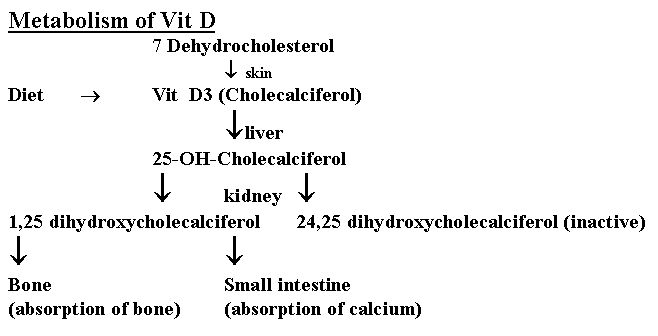 Metabolism of Vit D
7 Dehydrocholesterol
↓ skin
Diet → Vit D3 (Cholecalciferol)
↓ liver
25-OH-Cholecalciferol
↓ kidney ↓
1,25 dihydroxycholecalciferol 24,25 dihydroxycholecalciferol (inactive)
↓ ↓
Bone Small intestine
(absorption of bone) (absorption of calcium)